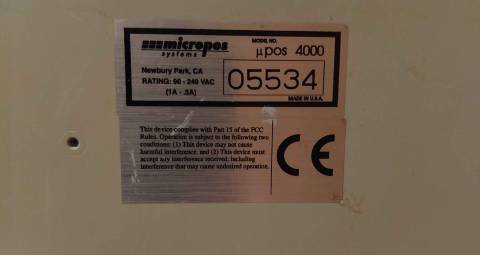 micropos
systems
MODEL NO.
µpos 4000
Newbury Park, CA
RATING: 90 - 240 VAC
(1A - .5A)
05534
MADE IN U.S.A.
This device complies with Part 15 of the FCC
Rules. Operation is subject to the following two
conditions: (1) This device may not cause
harmful interference, and (2) This device must
accept any interference received, including
interference that may cause undesired operation.
CE